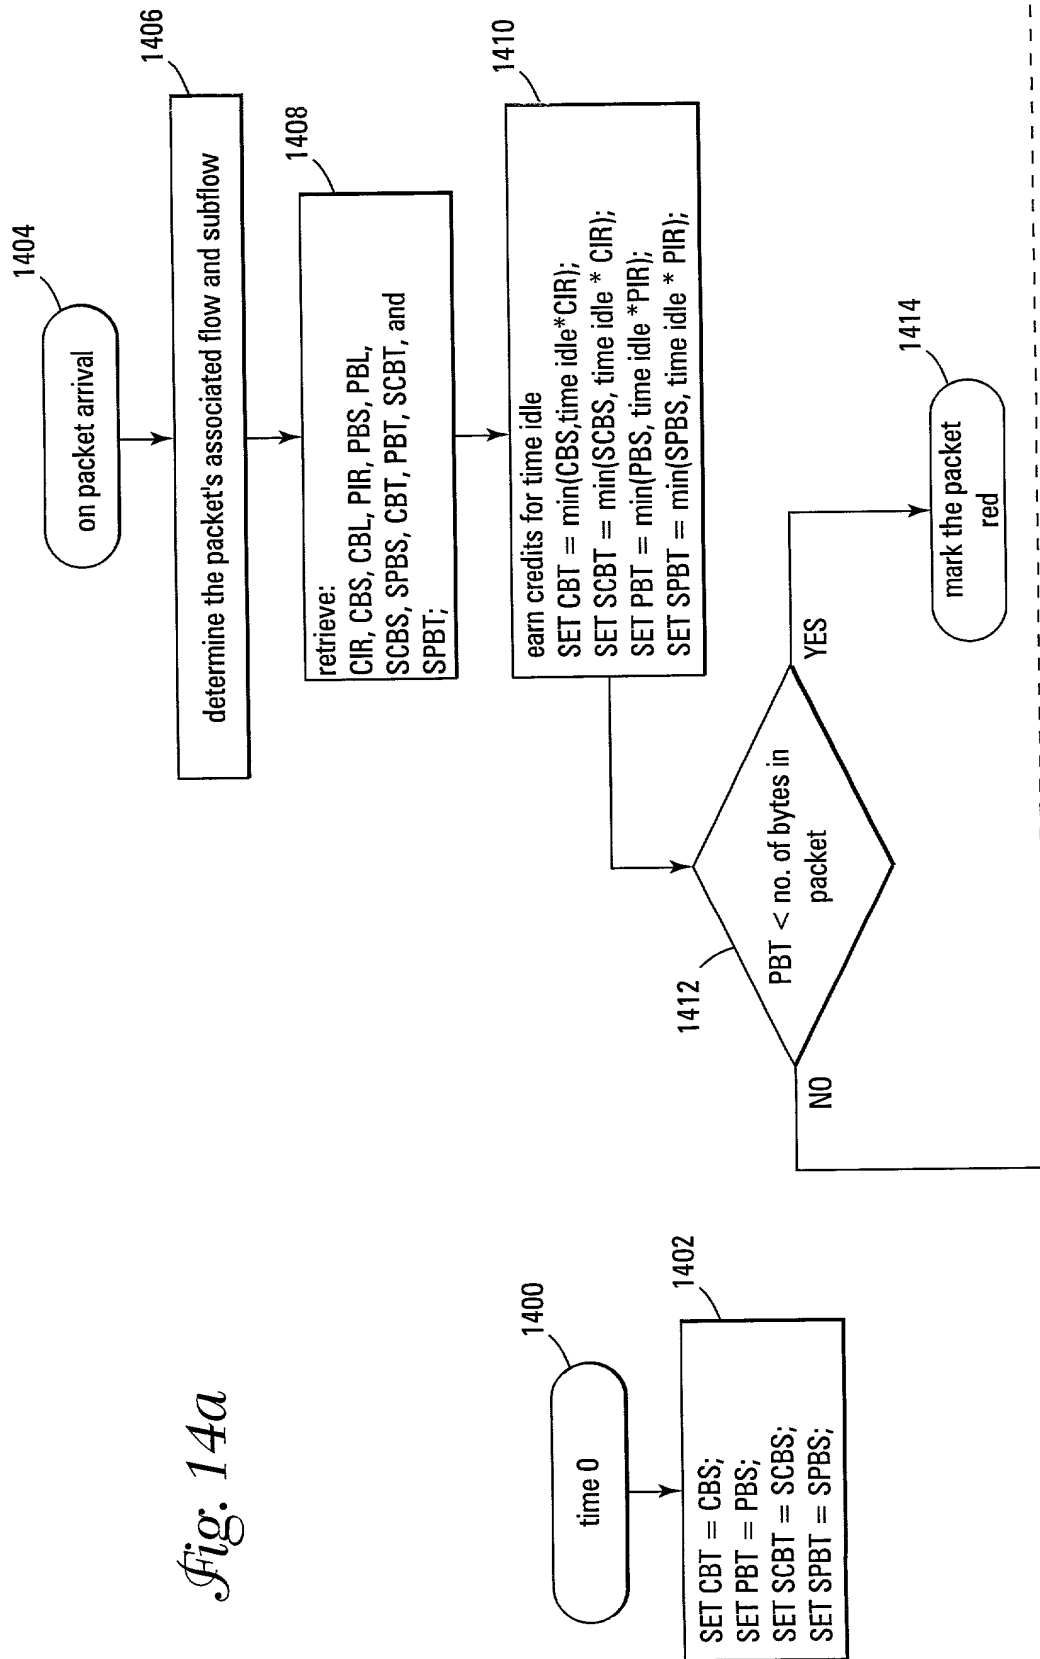 Fig. 14a
time 0
1400
SET CBT = CBS;
SET PBT = PBS;
SET SCBT = SCBS;
SET SPBT = SPBS;
1402
on packet arrival
1404
determine the packet's associated flow and subflow
1406
retrieve:
CIR, CBS, CBL, PIR, PBS, PBL,
SCBS, SPBS, CBT, PBT, SCBT, and
SPBT;
1408
earn credits for time idle
SET CBT = min(CBS,time idle*CIR);
SET SCBT = min(SCBS, time idle * CIR);
SET PBT = min(PBS, time idle *PIR);
SET SPBT = min(SPBS, time idle * PIR);
1410
PBT < no. of bytes in
packet
1412
NO
YES
mark the packet
red
1414